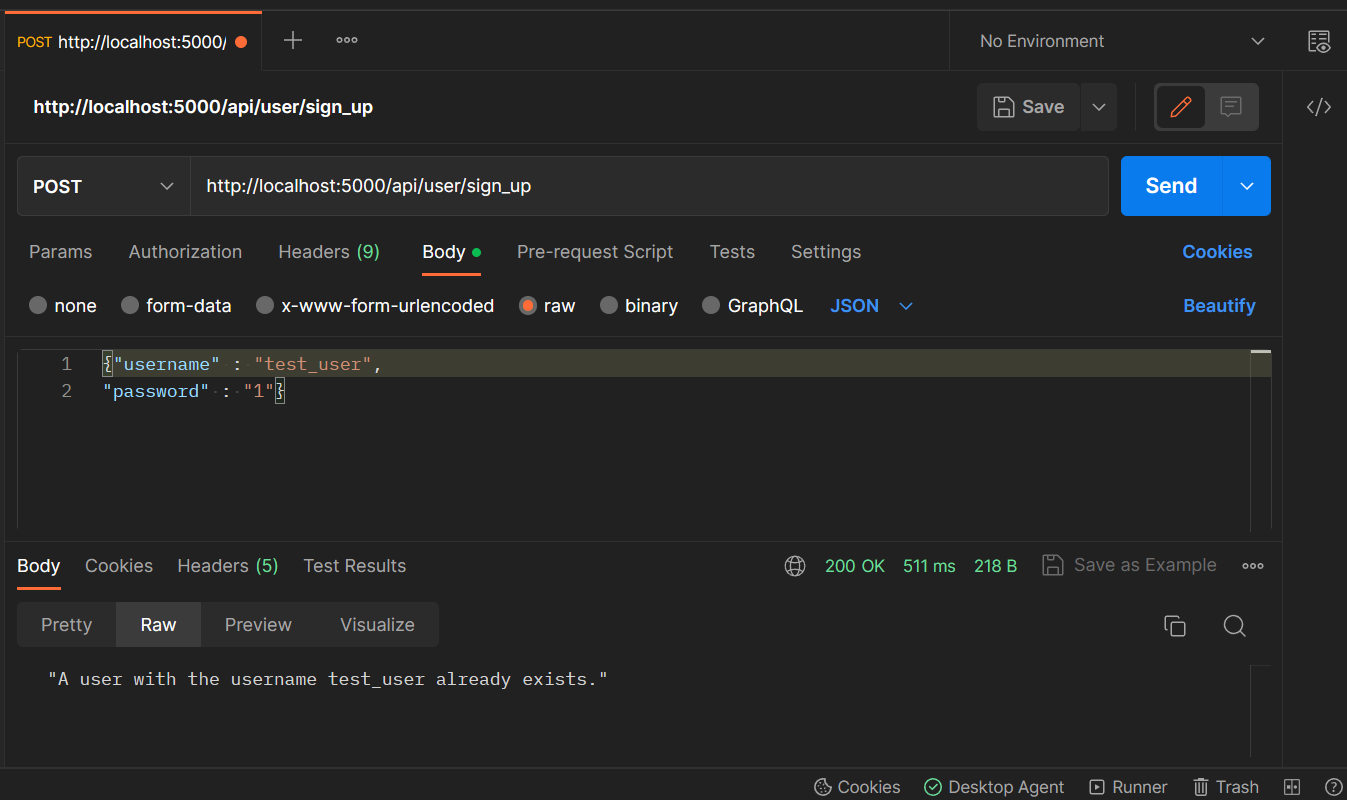 POST http://localhost:5000/
No Environment
http://localhost:5000/api/user/sign_up
Save
POST http://localhost:5000/api/user/sign_up Send
Params Authorization Headers (9) Body Pre-request Script Tests Settings Cookies
none form-data x-www-form-urlencoded raw binary GraphQL JSON Beautify
1 {"username" : "test_user",
2 "password" : "1"}
Body Cookies Headers (5) Test Results 200 OK 511 ms 218 B Save as Example
Pretty Raw Preview Visualize
"A user with the username test_user already exists."
Cookies Desktop Agent Runner Trash